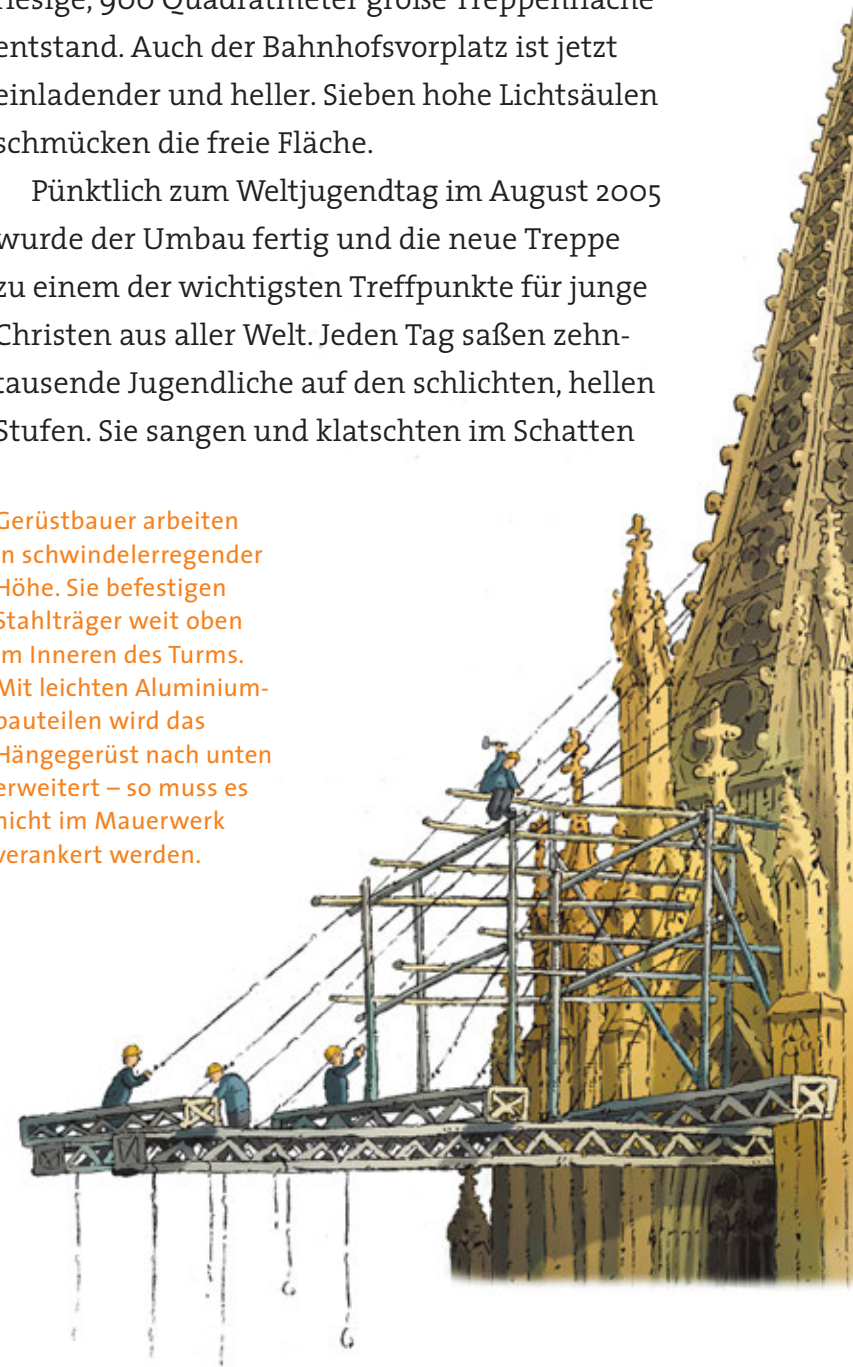 riesige, 900 Quadratmeter große Treppenfläche
entstand. Auch der Bahnhofsvorplatz ist jetzt
einladender und heller. Sieben hohe Lichtsäulen
schmücken die freie Fläche.
Pünktlich zum Weltjugendtag im August 2005
wurde der Umbau fertig und die neue Treppe
zu einem der wichtigsten Treffpunkte für junge
Christen aus aller Welt. Jeden Tag saßen zehn-
tausende Jugendliche auf den schlichten, hellen
Stufen. Sie sangen und klatschten im Schatten
Gerüstbauer arbeiten
in schwindelerregender
Höhe. Sie befestigen
Stahlträger weit oben
im Inneren des Turms.
Mit leichten Aluminium-
bauteilen wird das
Hängegerüst nach unten
erweitert – so muss es
nicht im Mauerwerk
verankert werden.